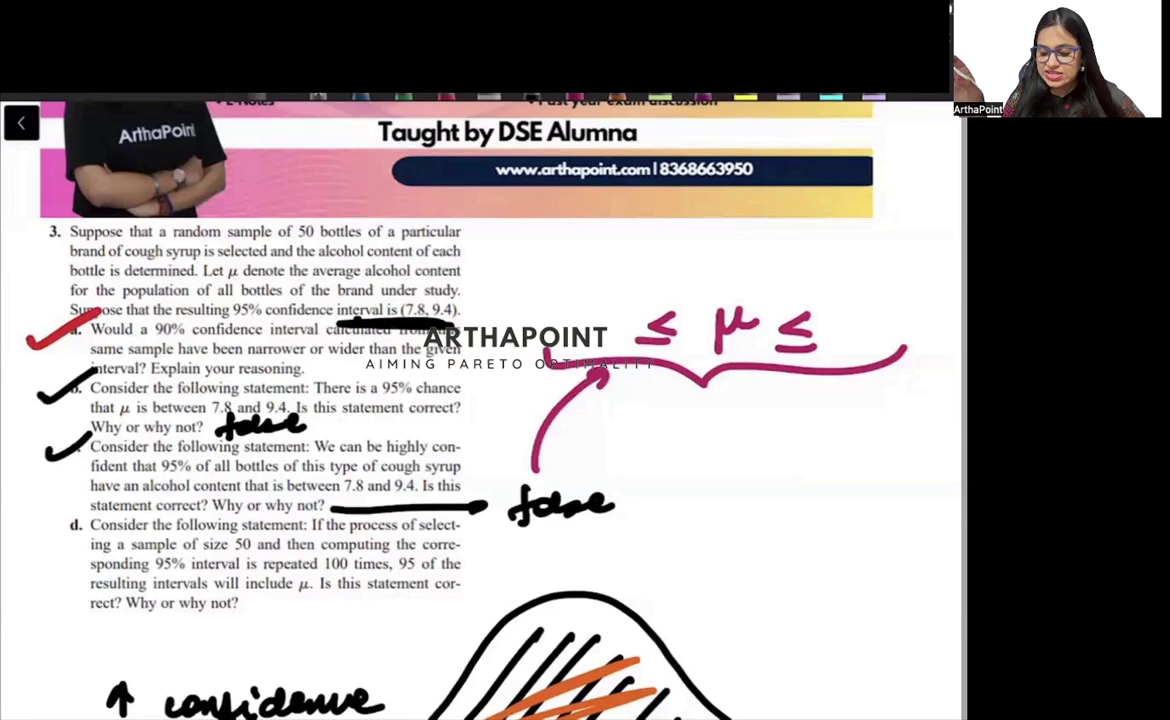 E-Notes
Past year exam discussion
ArthaPoint
ArthaPoint
Taught by DSE Alumna
www.arthapoint.com | 8368663950
3. Suppose that a random sample of 50 bottles of a particular
brand of cough syrup is selected and the alcohol content of each
bottle is determined. Let μ denote the average alcohol content
for the population of all bottles of the brand under study.
Suppose that the resulting 95% confidence interval is (7.8, 9.4).
a. Would a 90% confidence interval calculated from
same sample have been narrower or wider than the given
interval? Explain your reasoning.
ARTHAPOINT
AIMING PARETO OPTIMALITY
≤ μ ≤
b. Consider the following statement: There is a 95% chance
that μ is between 7.8 and 9.4. Is this statement correct?
Why or why not? false
Consider the following statement: We can be highly con-
fident that 95% of all bottles of this type of cough syrup
have an alcohol content that is between 7.8 and 9.4. Is this
statement correct? Why or why not? false
d. Consider the following statement: If the process of select-
ing a sample of size 50 and then computing the corre-
sponding 95% interval is repeated 100 times, 95 of the
resulting intervals will include μ. Is this statement cor-
rect? Why or why not?
↑ confidence